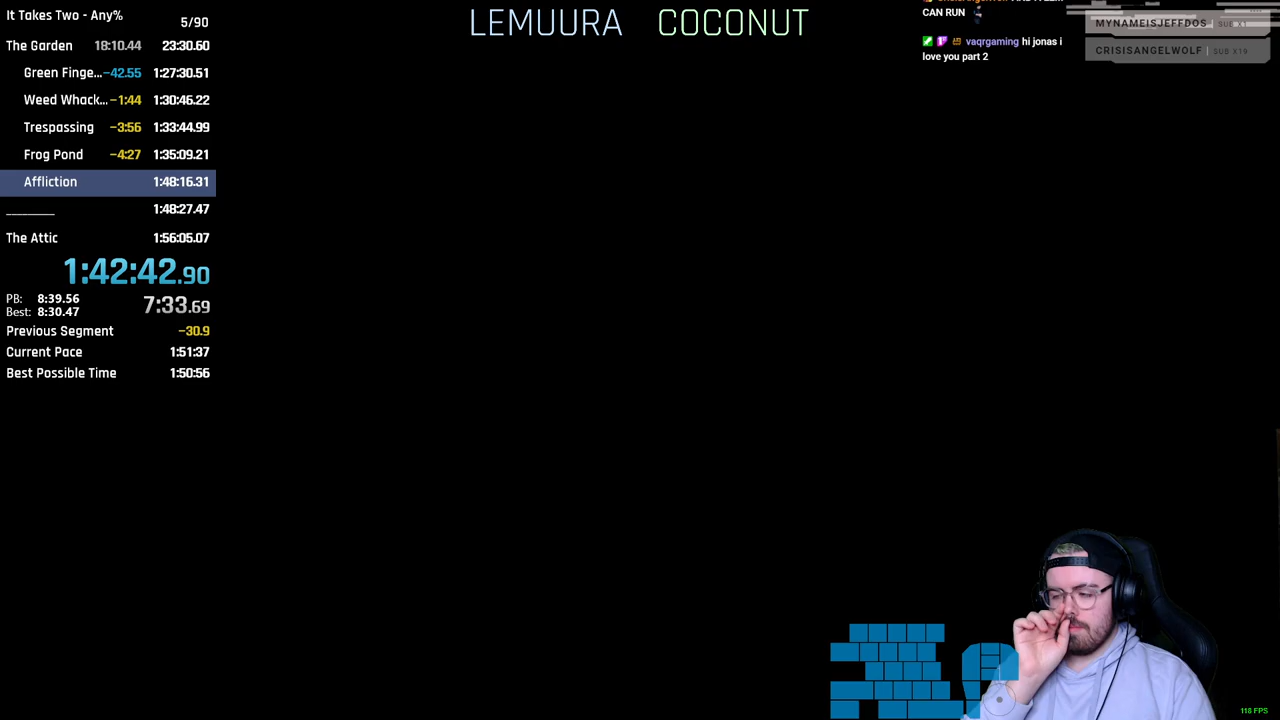 It Takes Two - Any%
5/90
The Garden 18:10.44 23:30.60
Green Finge... −42.55 1:27:30.51
Weed Whack... −1:44 1:30:46.22
Trespassing −3:56 1:33:44.99
Frog Pond −4:27 1:35:09.21
Affliction 1:48:16.31
________ 1:48:27.47
The Attic 1:56:05.07
1:42:42.90
PB: 8:39.56
Best: 8:30.47
7:33.69
Previous Segment −30.9
Current Pace 1:51:37
Best Possible Time 1:50:56
LEMUURA COCONUT
CAN RUN
vaqrgaming hi jonas i
love you part 2
MYNAMEISJEFFDOS | SUB X1
CRISISANGELWOLF | SUB X19
118 FPS